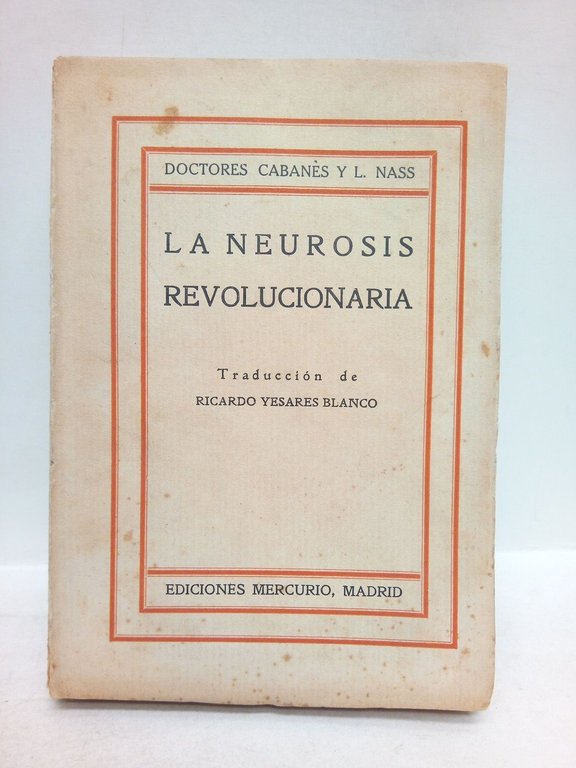 DOCTORES CABANÈS Y L. NASS
LA NEUROSIS
REVOLUCIONARIA
Traducción de
RICARDO YESARES BLANCO
EDICIONES MERCURIO, MADRID